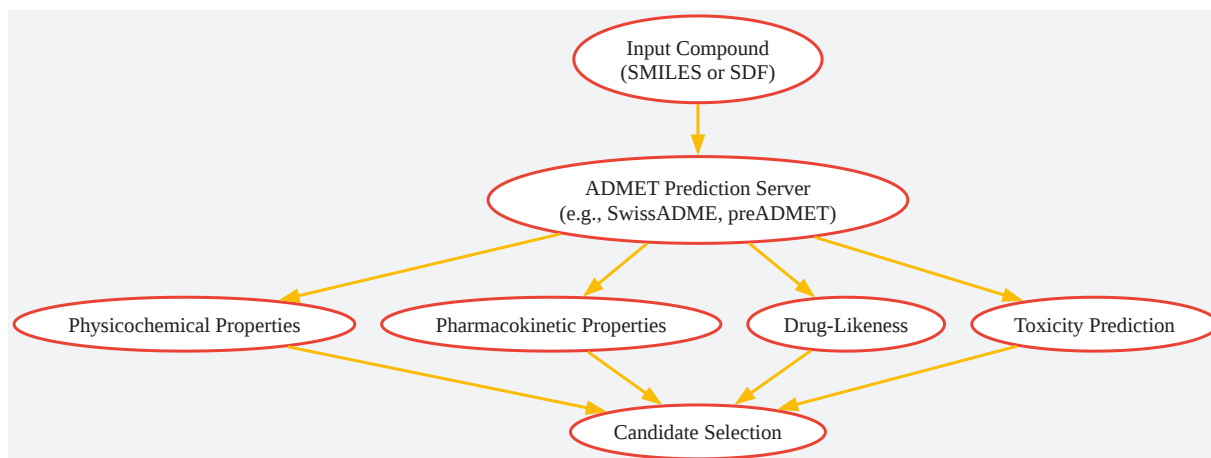 Input Compound
(SMILES or SDF)
ADMET Prediction Server
(e.g., SwissADME, preADMET)
Physicochemical Properties
Pharmacokinetic Properties
Drug-Likeness
Toxicity Prediction
Candidate Selection